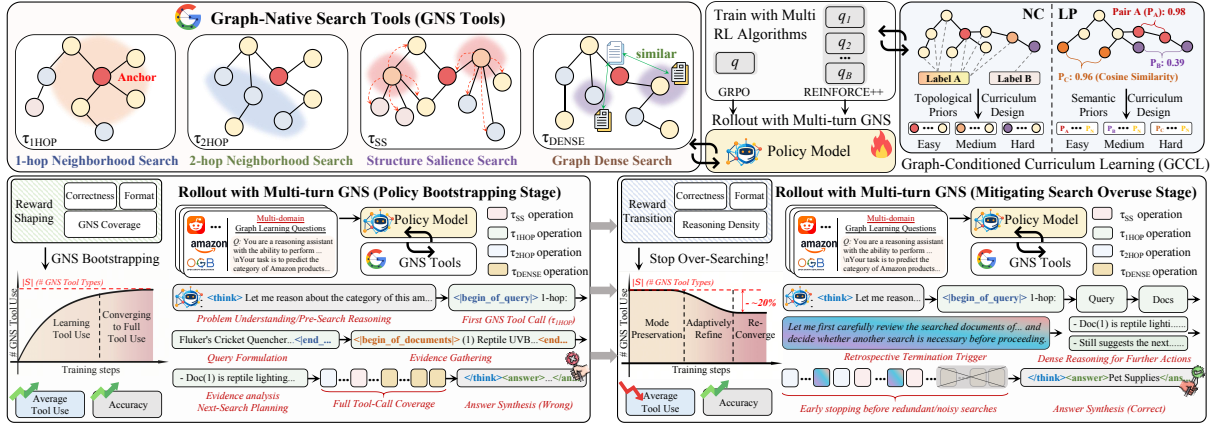 Graph-Native Search Tools (GNS Tools)
Anchor
τ1HOP
1-hop Neighborhood Search
τ2HOP
2-hop Neighborhood Search
τSS
Structure Salience Search
similar
τDENSE
Graph Dense Search
Train with Multi
RL Algorithms
q
GRPO
q1
q2
...
qB
REINFORCE++
Rollout with Multi-turn GNS
Policy Model
NC
Label A
Label B
Topological
Priors
Curriculum
Design
Easy
Medium
Hard
LP
Pair A (PA): 0.98
PB: 0.39
PC: 0.96 (Cosine Similarity)
Semantic
Priors
Curriculum
Design
Easy
Medium
Hard
Graph-Conditioned Curriculum Learning (GCCL)
Reward
Shaping
Correctness
Format
GNS Coverage
GNS Bootstrapping
Rollout with Multi-turn GNS (Policy Bootstrapping Stage)
amazon
OGB
Multi-domain
Graph Learning Questions
Q: You are a reasoning assistant
with the ability to perform ...
\nYour task is to predict the
category of Amazon products...
Policy Model
GNS Tools
τSS operation
τ1HOP operation
τ2HOP operation
τDENSE operation
|S| (# GNS Tool Types)
# GNS Tool Use
Learning
Tool Use
Converging
to Full
Tool Use
Training steps
Average
Tool Use
Accuracy
<think> Let me reason about the category of this am...
<|begin_of_query|> 1-hop:
Problem Understanding/Pre-Search Reasoning
First GNS Tool Call (τ1HOP)
Fluker's Cricket Quencher... <|end_...
<|begin_of_documents|> (1) Reptile UVB... <end...
Query Formulation
Evidence Gathering
- Doc(1) is reptile lighting...
</think><answer>...</ans
Evidence analysis
Next-Search Planning
Full Tool-Call Coverage
Answer Synthesis (Wrong)
Reward
Transition
Correctness
Format
Reasoning Density
Stop Over-Searching!
Rollout with Multi-turn GNS (Mitigating Search Overuse Stage)
amazon
OGB
Multi-domain
Graph Learning Questions
Q: You are a reasoning assistant
with the ability to perform ...
\nYour task is to predict the
category of Amazon products...
Policy Model
GNS Tools
τSS operation
τ1HOP operation
τ2HOP operation
τDENSE operation
|S| (# GNS Tool Types)
~20%
# GNS Tool Use
Mode
Preservation
Adaptively
Refine
Re-
Converge
Training steps
Average
Tool Use
Accuracy
<think> Let me reason...
<|begin_of_query|> 1-hop:
Query
Docs
Let me first carefully review the searched documents of... and
decide whether another search is necessary before proceeding.
- Doc(1) is reptile lighti......
- Still suggests the next......
Retrospective Termination Trigger
Dense Reasoning for Further Actions
</think><answer>Pet Supplies</an
Early stopping before redundant/noisy searches
Answer Synthesis (Correct)